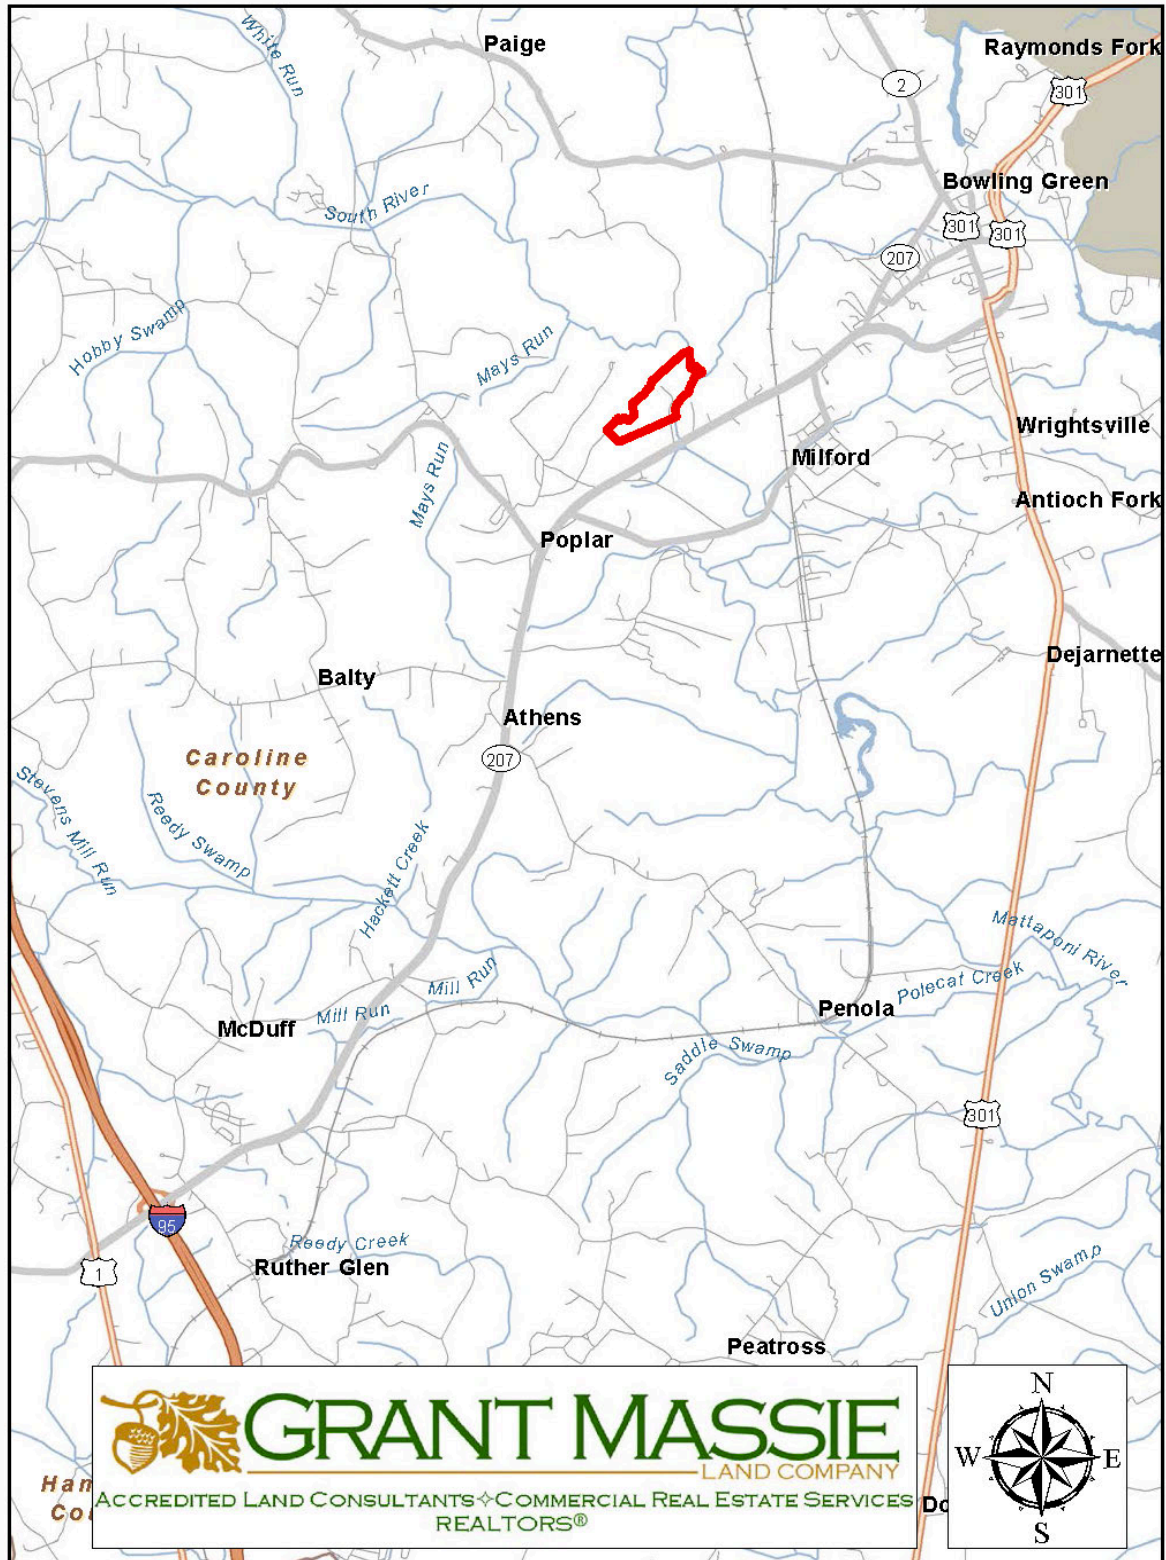 White Run
Paige
Raymonds Fork
2
301
Bowling Green
South River
301
301
207
Hobby Swamp
Mays Run
Wrightsville
Mays Run
Milford
Antioch Fork
Poplar
Dejarnette
Balty
Athens
207
Caroline
County
Stevens Mill Run
Reedy Swamp
Hackett Creek
Mattaponi River
Mill Run
Polecat Creek
Penola
McDuff
Mill Run
Saddle Swamp
301
95
Reedy Creek
Ruther Glen
1
Union Swamp
Peatross
GRANT MASSIE
LAND COMPANY
ACCREDITED LAND CONSULTANTS✧COMMERCIAL REAL ESTATE SERVICES
REALTORS®
N
W
E
S